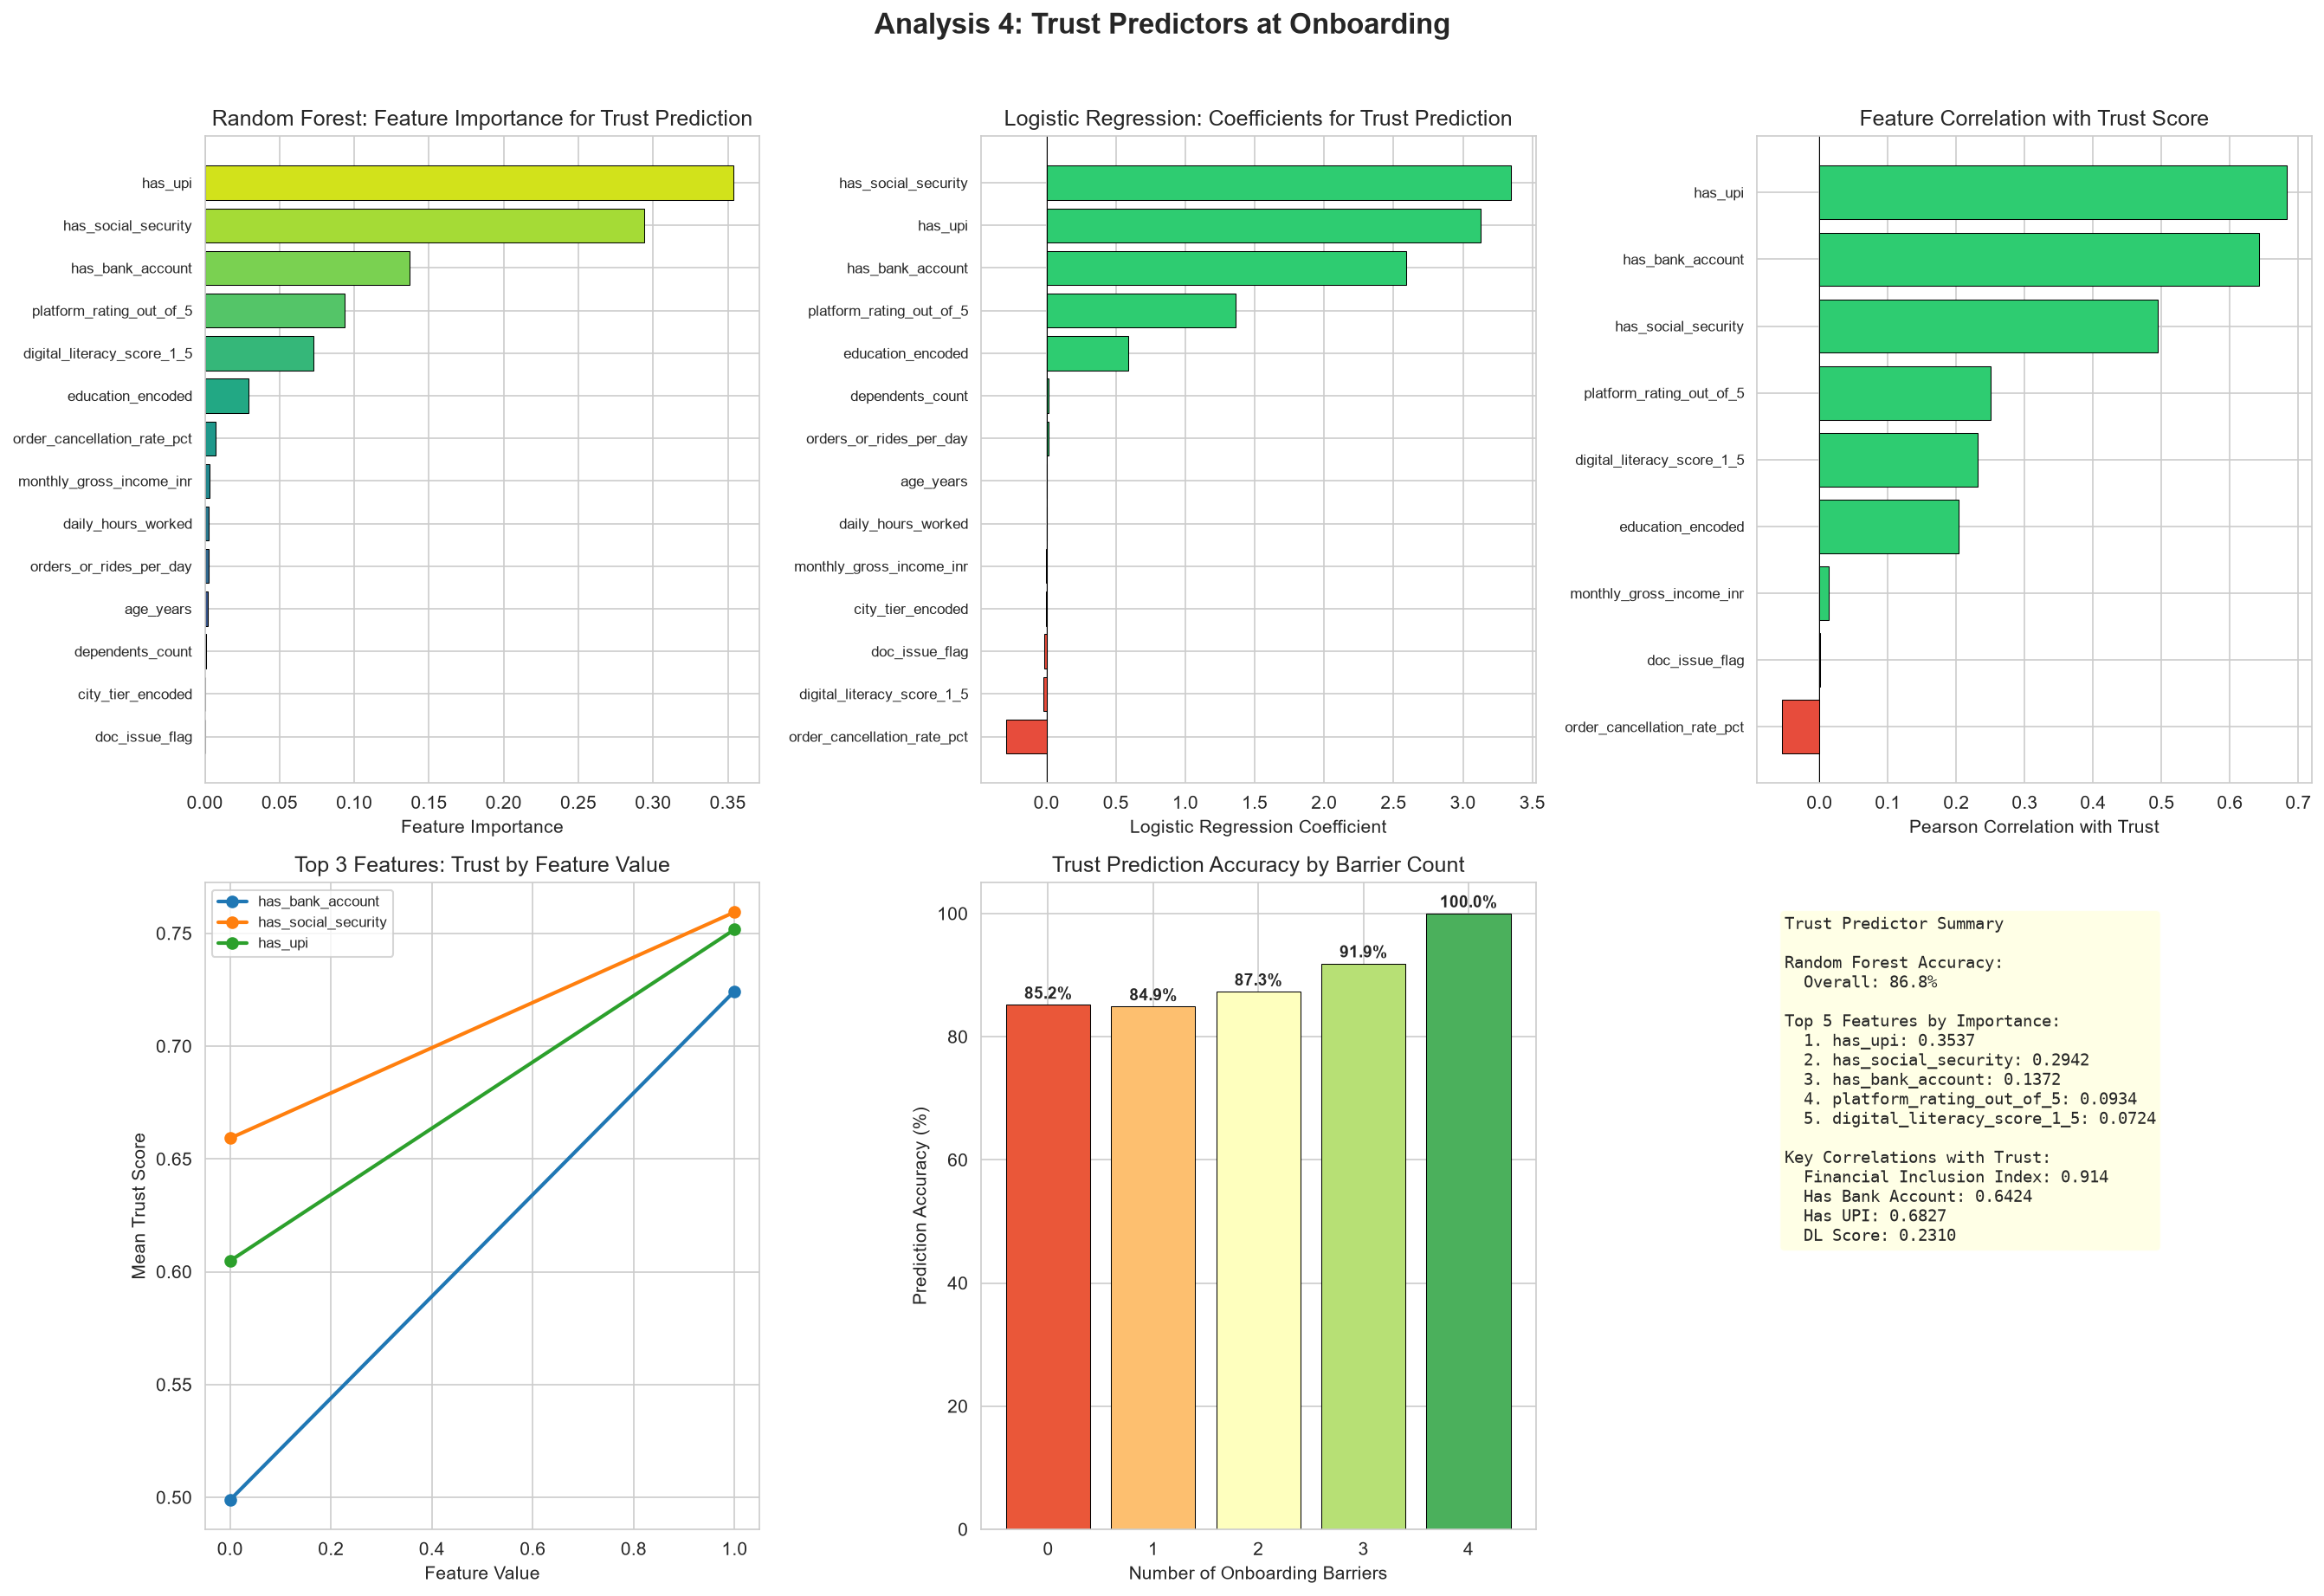 Analysis 4: Trust Predictors at Onboarding
Random Forest: Feature Importance for Trust Prediction
has_upi
has_social_security
has_bank_account
platform_rating_out_of_5
digital_literacy_score_1_5
education_encoded
order_cancellation_rate_pct
monthly_gross_income_inr
daily_hours_worked
orders_or_rides_per_day
age_years
dependents_count
city_tier_encoded
doc_issue_flag
0.00 0.05 0.10 0.15 0.20 0.25 0.30 0.35
Feature Importance
Logistic Regression: Coefficients for Trust Prediction
has_social_security
has_upi
has_bank_account
platform_rating_out_of_5
education_encoded
dependents_count
orders_or_rides_per_day
age_years
daily_hours_worked
monthly_gross_income_inr
city_tier_encoded
doc_issue_flag
digital_literacy_score_1_5
order_cancellation_rate_pct
0.0 0.5 1.0 1.5 2.0 2.5 3.0 3.5
Logistic Regression Coefficient
Feature Correlation with Trust Score
has_upi
has_bank_account
has_social_security
platform_rating_out_of_5
digital_literacy_score_1_5
education_encoded
monthly_gross_income_inr
doc_issue_flag
order_cancellation_rate_pct
0.0 0.1 0.2 0.3 0.4 0.5 0.6 0.7
Pearson Correlation with Trust
Top 3 Features: Trust by Feature Value
has_bank_account
has_social_security
has_upi
Mean Trust Score
0.75
0.70
0.65
0.60
0.55
0.50
0.0 0.2 0.4 0.6 0.8 1.0
Feature Value
Trust Prediction Accuracy by Barrier Count
Prediction Accuracy (%)
100
80
60
40
20
0
85.2% 84.9% 87.3% 91.9% 100.0%
0 1 2 3 4
Number of Onboarding Barriers
Trust Predictor Summary
Random Forest Accuracy:
Overall: 86.8%
Top 5 Features by Importance:
1. has_upi: 0.3537
2. has_social_security: 0.2942
3. has_bank_account: 0.1372
4. platform_rating_out_of_5: 0.0934
5. digital_literacy_score_1_5: 0.0724
Key Correlations with Trust:
Financial Inclusion Index: 0.914
Has Bank Account: 0.6424
Has UPI: 0.6827
DL Score: 0.2310